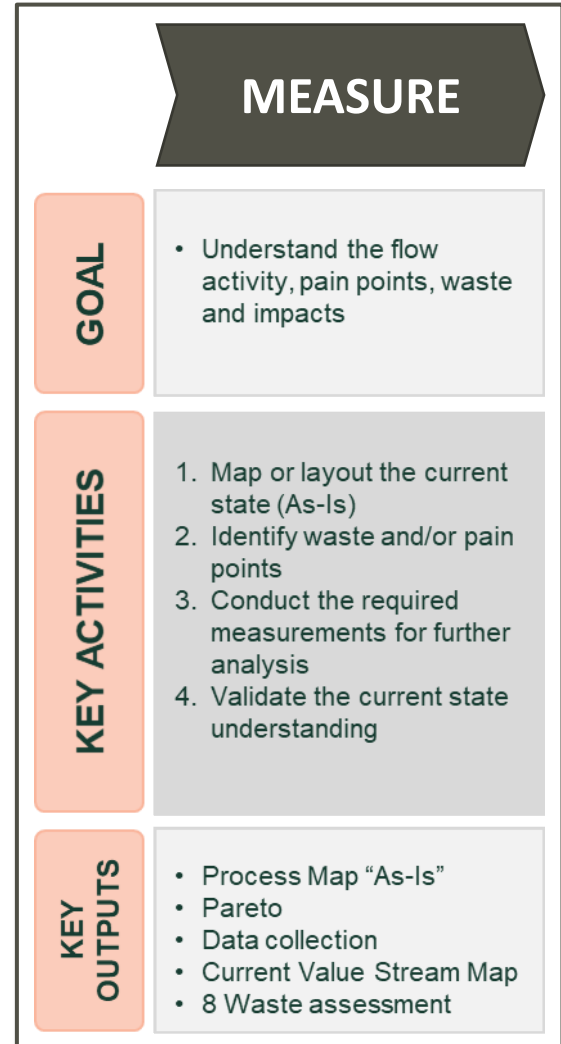 MEASURE
GOAL
• Understand the flow
activity, pain points, waste
and impacts
KEY ACTIVITIES
1. Map or layout the current
state (As-Is)
2. Identify waste and/or pain
points
3. Conduct the required
measurements for further
analysis
4. Validate the current state
understanding
KEY
OUTPUTS
• Process Map “As-Is”
• Pareto
• Data collection
• Current Value Stream Map
• 8 Waste assessment